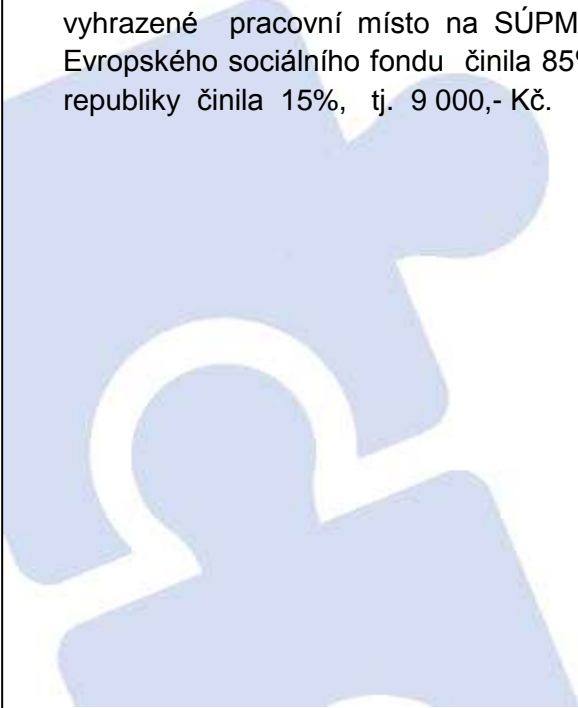 vyhrazené pracovní místo na SÚPM
Evropského sociálního fondu činila 85%
republiky činila 15%, tj. 9 000,- Kč.